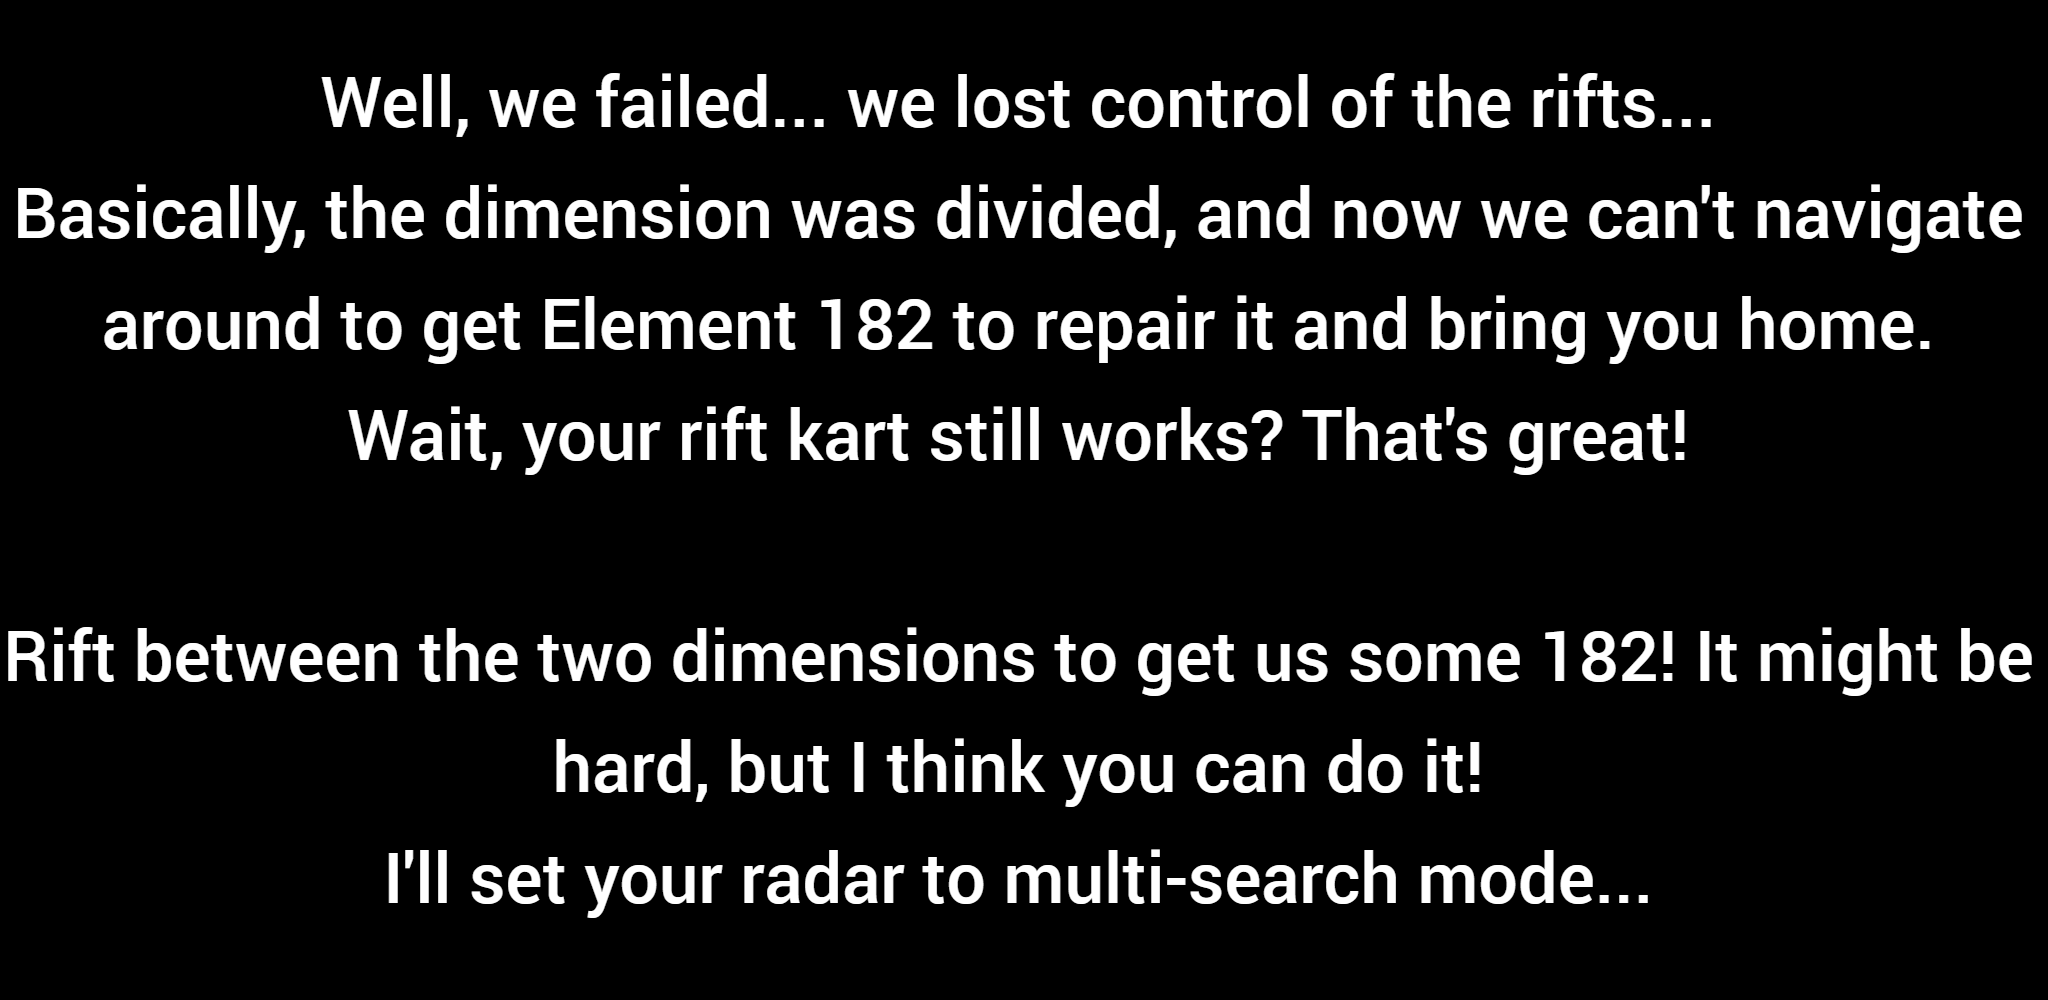 Well, we failed... we lost control of the rifts...
Basically, the dimension was divided, and now we can't navigate
around to get Element 182 to repair it and bring you home.
Wait, your rift kart still works? That's great!
Rift between the two dimensions to get us some 182! It might be
hard, but I think you can do it!
I'll set your radar to multi-search mode...